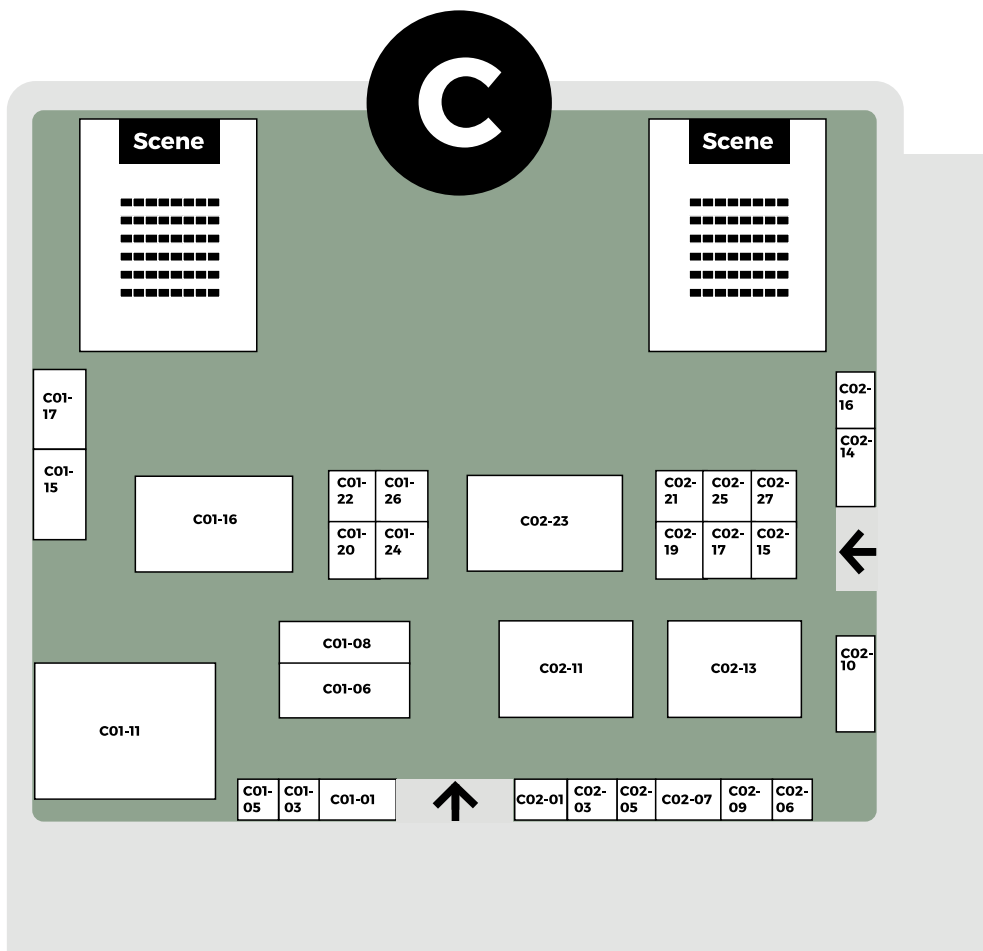 C
Scene
Scene
C01-
17
C02-
16
C02-
14
C01-
15
C01-
22
C01-
26
C02-
21
C02-
25
C02-
27
C01-16
C02-23
C01-
20
C01-
24
C02-
19
C02-
17
C02-
15
C01-08
C01-06
C02-11
C02-13
C02-
10
C01-11
C01-
05
C01-
03
C01-01
C02-01
C02-
03
C02-
05
C02-07
C02-
09
C02-
06